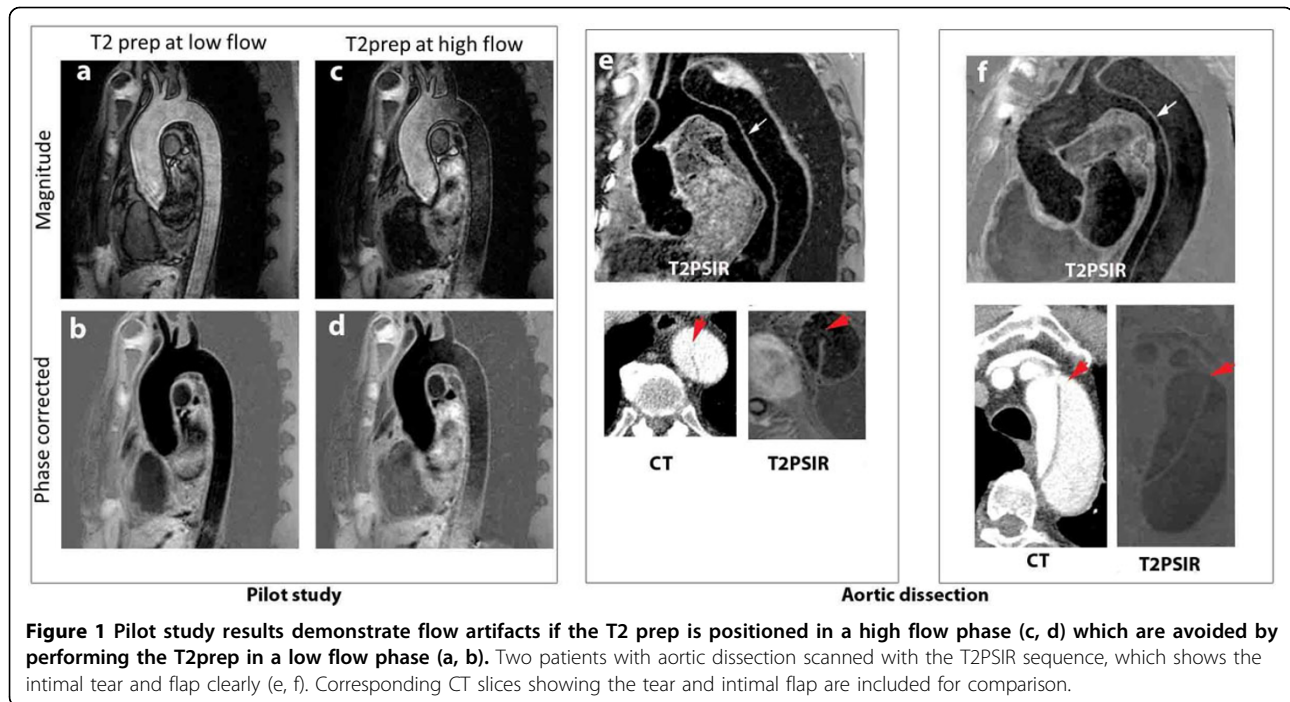 T2 prep at low flow
T2prep at high flow
Magnitude
Phase corrected
a
c
b
d
Pilot study
e
T2PSIR
CT
T2PSIR
f
T2PSIR
CT
T2PSIR
Aortic dissection
Figure 1 Pilot study results demonstrate flow artifacts if the T2 prep is positioned in a high flow phase (c, d) which are avoided by
performing the T2prep in a low flow phase (a, b). Two patients with aortic dissection scanned with the T2PSIR sequence, which shows the
intimal tear and flap clearly (e, f). Corresponding CT slices showing the tear and intimal flap are included for comparison.